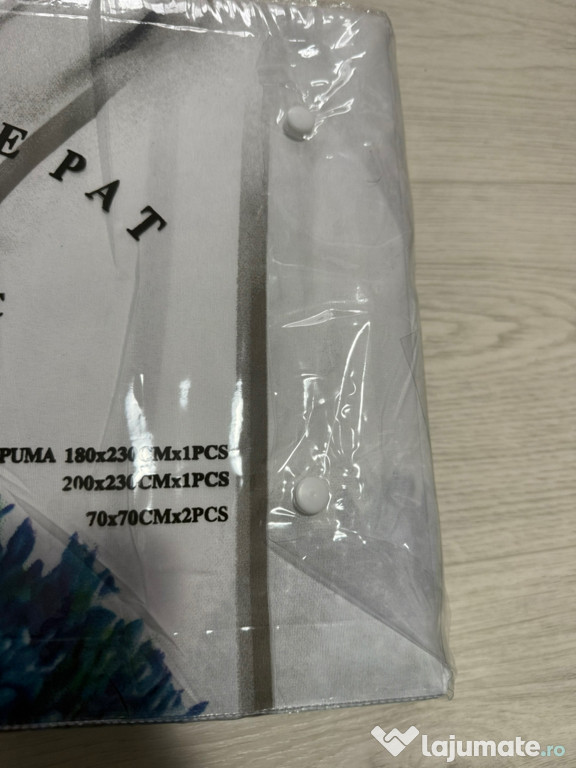 E PAT
PUMA 180x230CMx1PCS
200x230CMx1PCS
70x70CMx2PCS
lajumate.ro